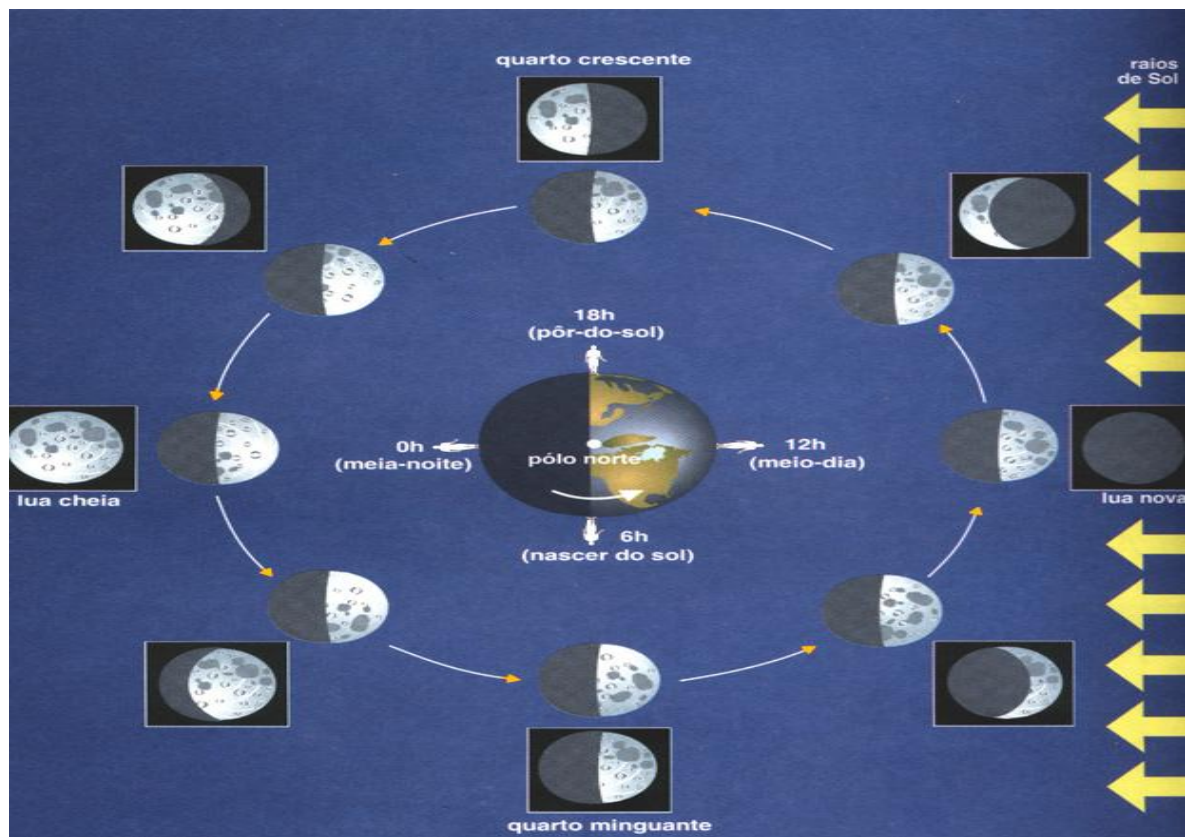 quarto crescente
raios
de Sol
18h
(pôr-do-sol)
0h
(meia-noite)
pólo norte
12h
(meio-dia)
lua cheia
lua nova
6h
(nascer do sol)
quarto minguante